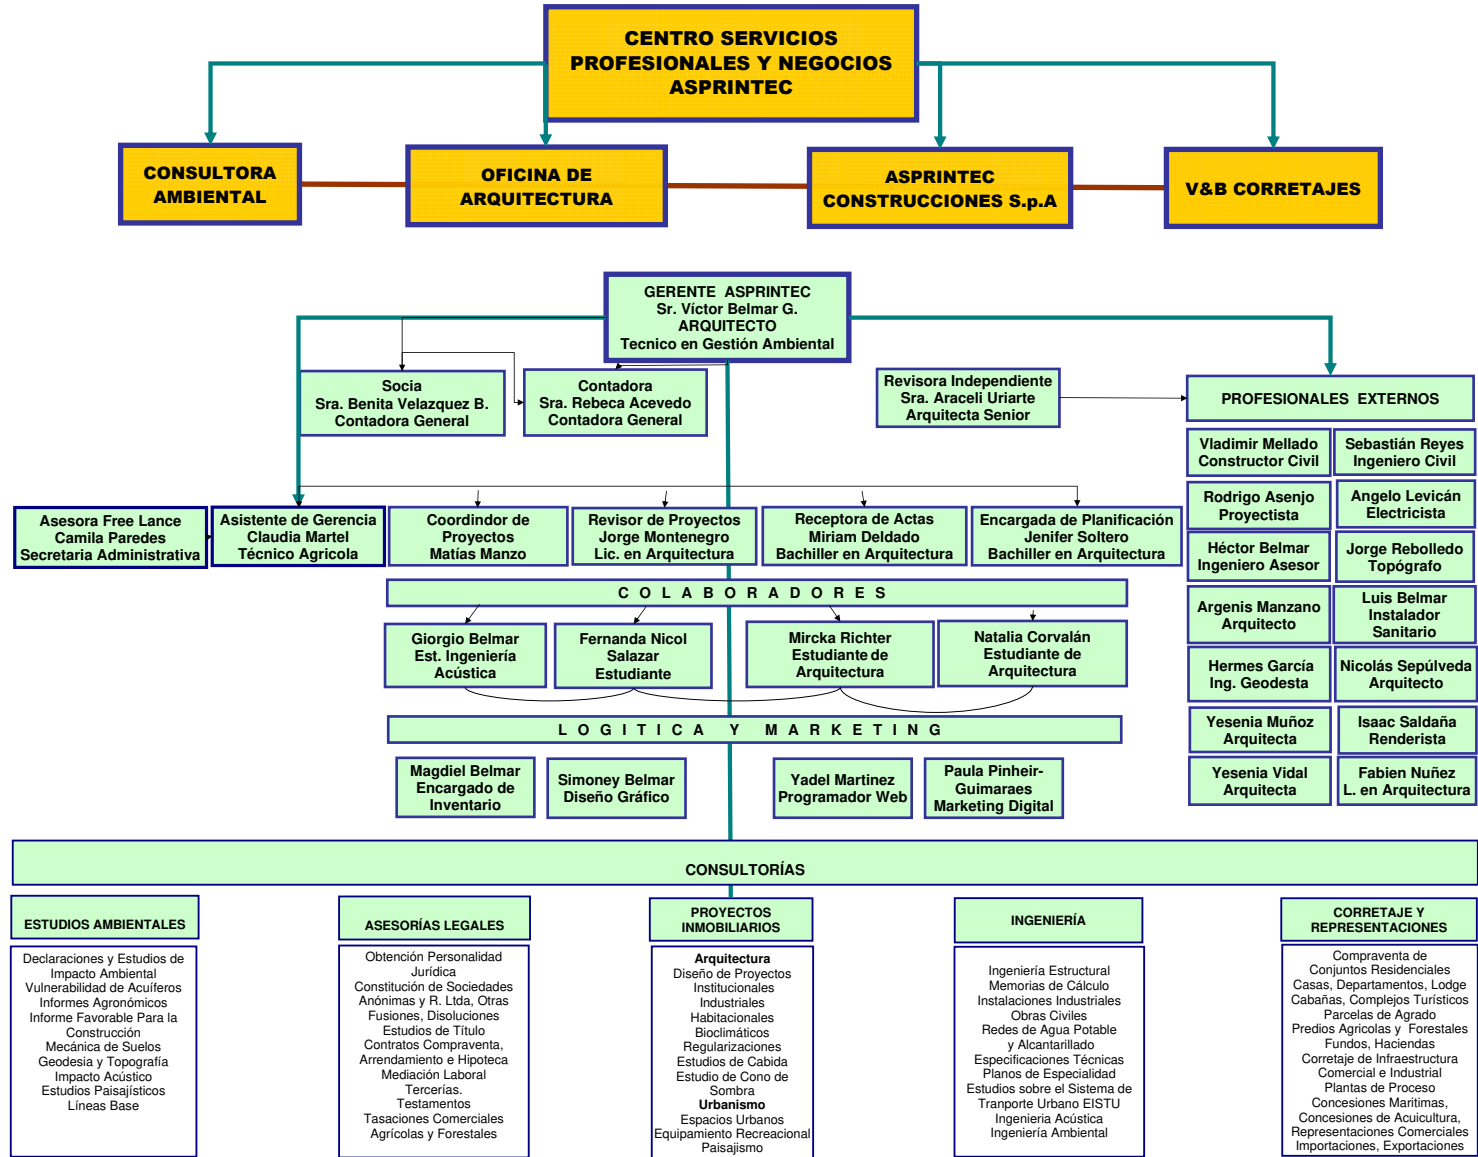 CENTRO SERVICIOS
PROFESIONALES Y NEGOCIOS
ASPRINTEC
CONSULTORA
AMBIENTAL
OFICINA DE
ARQUITECTURA
ASPRINTEC
CONSTRUCCIONES S.p.A
V&B CORRETAJES
GERENTE ASPRINTEC
Sr. Víctor Belmar G.
ARQUITECTO
Tecnico en Gestión Ambiental
Socia
Sra. Benita Velazquez B.
Contadora General
Contadora
Sra. Rebeca Acevedo
Contadora General
Revisora Independiente
Sra. Araceli Uriarte
Arquitecta Senior
PROFESIONALES EXTERNOS
Vladimir Mellado
Constructor Civil
Sebastián Reyes
Ingeniero Civil
Rodrigo Asenjo
Proyectista
Angelo Levicán
Electricista
Héctor Belmar
Ingeniero Asesor
Jorge Rebolledo
Topógrafo
Argenis Manzano
Arquitecto
Luis Belmar
Instalador
Sanitario
Hermes García
Ing. Geodesta
Nicolás Sepúlveda
Arquitecto
Yesenia Muñoz
Arquitecta
Isaac Saldaña
Renderista
Yesenia Vidal
Arquitecta
Fabien Nuñez
L. en Arquitectura
Asesora Free Lance
Camila Paredes
Secretaria Administrativa
Asistente de Gerencia
Claudia Martel
Técnico Agricola
Coordindor de
Proyectos
Matías Manzo
Revisor de Proyectos
Jorge Montenegro
Lic. en Arquitectura
Receptora de Actas
Miriam Deldado
Bachiller en Arquitectura
Encargada de Planificación
Jenifer Soltero
Bachiller en Arquitectura
C O L A B O R A D O R E S
Giorgio Belmar
Est. Ingeniería
Acústica
Fernanda Nicol
Salazar
Estudiante
Mircka Richter
Estudiante de
Arquitectura
Natalia Corvalán
Estudiante de
Arquitectura
L O G I T I C A Y M A R K E T I N G
Magdiel Belmar
Encargado de
Inventario
Simoney Belmar
Diseño Gráfico
Yadel Martinez
Programador Web
Paula Pinheir-
Guimaraes
Marketing Digital
CONSULTORÍAS
ESTUDIOS AMBIENTALES
Declaraciones y Estudios de
Impacto Ambiental
Vulnerabilidad de Acuíferos
Informes Agronómicos
Informe Favorable Para la
Construcción
Mecánica de Suelos
Geodesia y Topografía
Impacto Acústico
Estudios Paisajísticos
Líneas Base
ASESORÍAS LEGALES
Obtención Personalidad
Jurídica
Constitución de Sociedades
Anónimas y R. Ltda, Otras
Fusiones, Disoluciones
Estudios de Título
Contratos Compraventa,
Arrendamiento e Hipoteca
Mediación Laboral
Tercerías.
Testamentos
Tasaciones Comerciales
Agrícolas y Forestales
PROYECTOS
INMOBILIARIOS
Arquitectura
Diseño de Proyectos
Institucionales
Industriales
Habitacionales
Bioclimáticos
Regularizaciones
Estudios de Cabida
Estudio de Cono de
Sombra
Urbanismo
Espacios Urbanos
Equipamiento Recreacional
Paisajismo
INGENIERÍA
Ingeniería Estructural
Memorias de Cálculo
Instalaciones Industriales
Obras Civiles
Redes de Agua Potable
y Alcantarillado
Especificaciones Técnicas
Planos de Especialidad
Estudios sobre el Sistema de
Tranporte Urbano EISTU
Ingenieria Acústica
Ingeniería Ambiental
CORRETAJE Y
REPRESENTACIONES
Compraventa de
Conjuntos Residenciales
Casas, Departamentos, Lodge
Cabañas, Complejos Turísticos
Parcelas de Agrado
Predios Agricolas y Forestales
Fundos, Haciendas
Corretaje de Infraestructura
Comercial e Industrial
Plantas de Proceso
Concesiones Maritimas,
Concesiones de Acuicultura,
Representaciones Comerciales
Importaciones, Exportaciones